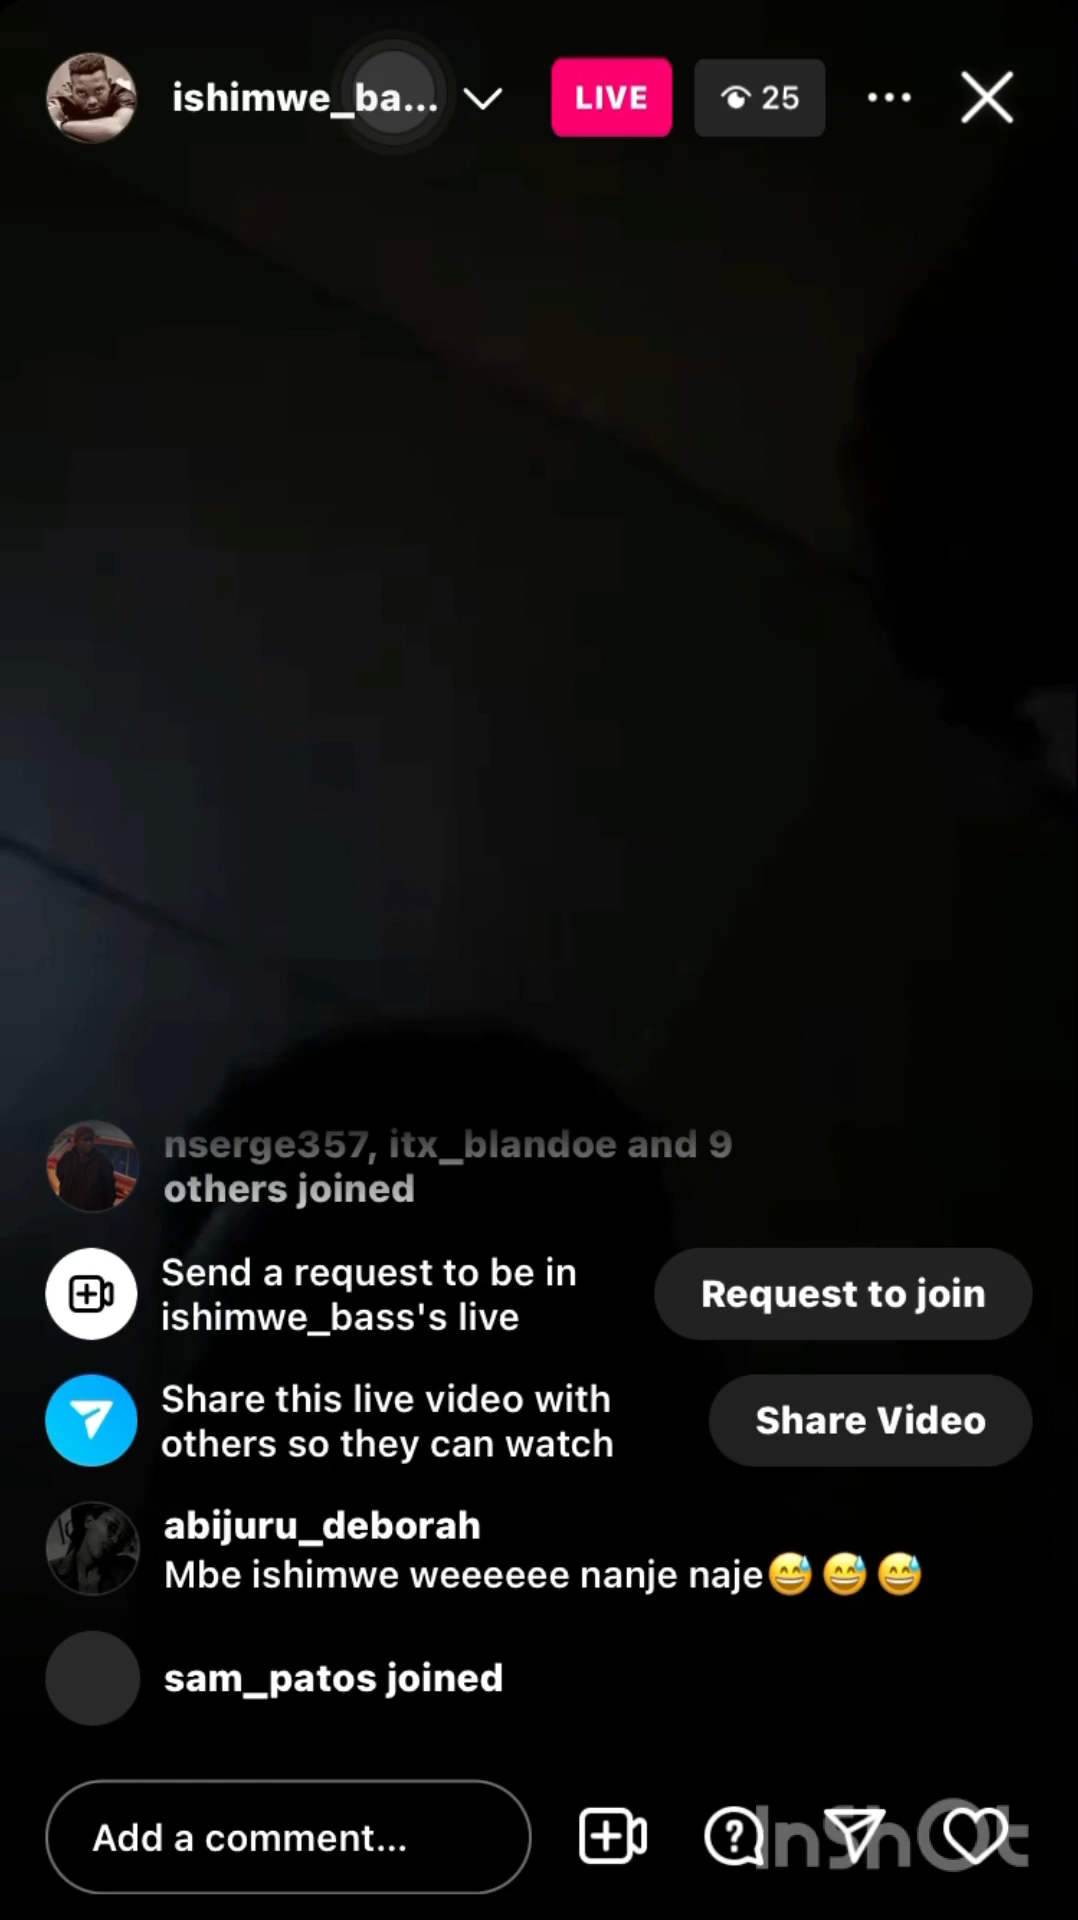 ishimwe_ba...
LIVE
25
nserge357, itx_blandoe and 9
others joined
Send a request to be in
ishimwe_bass's live
Request to join
Share this live video with
others so they can watch
Share Video
abijuru_deborah
Mbe ishimwe weeeeee nanje naje😅😅😅
sam_patos joined
Add a comment...
InShOt